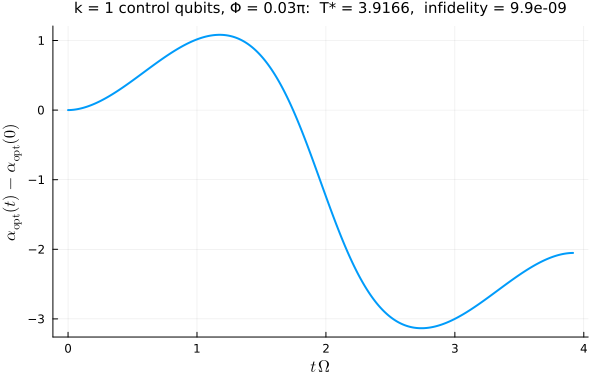 k = 1 control qubits, Φ = 0.03π:  T* = 3.9166,  infidelity = 9.9e-09
α_opt(t) − α_opt(0)
1
0
−1
−2
−3
0 1 2 3 4
t Ω